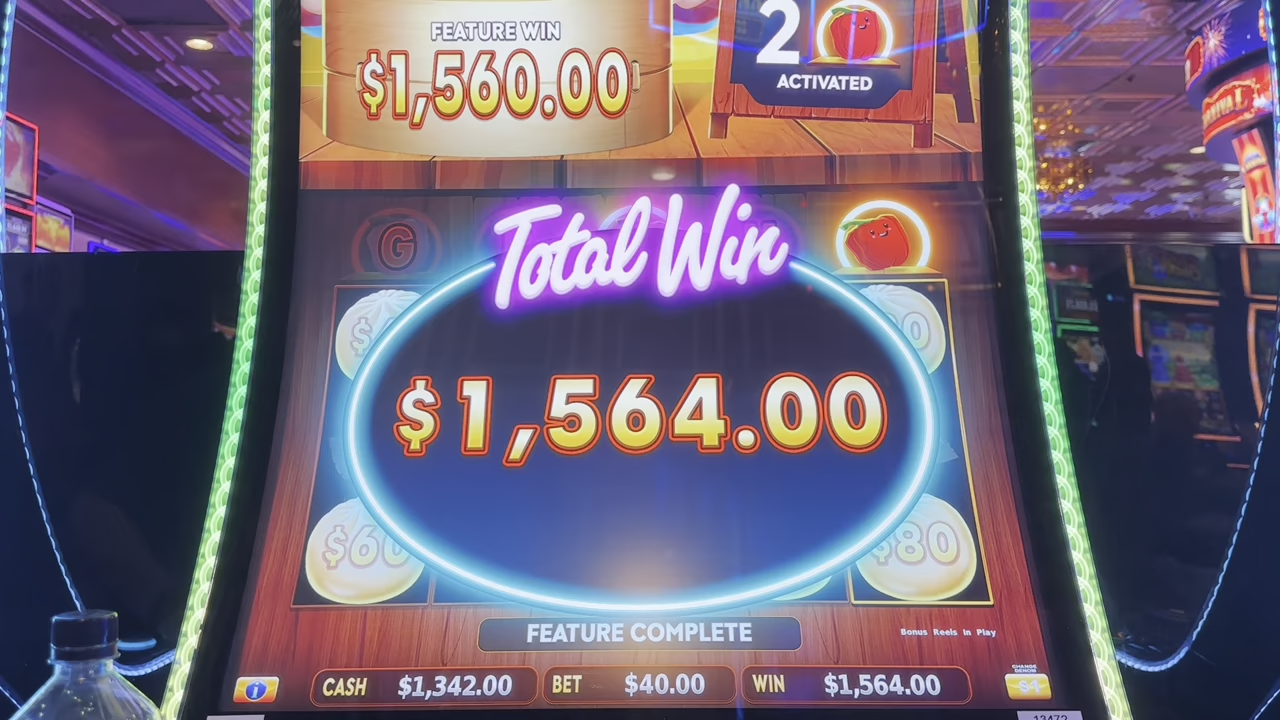 FEATURE WIN
$1,560.00
2
ACTIVATED
Total Win
G
$1,564.00
$60
$80
FEATURE COMPLETE
Bonus Reels In Play
CHANGE
DENOM
$1
CASH $1,342.00
BET $40.00
WIN $1,564.00
13472